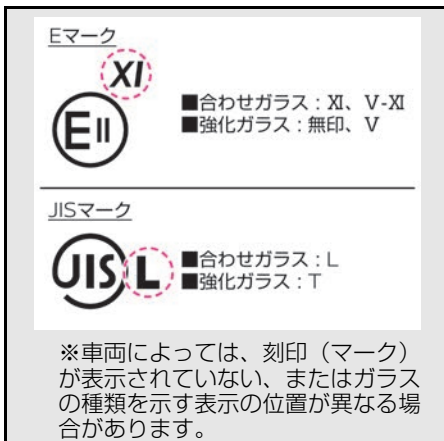 Eマーク
XI
EII
■合わせガラス：XI、V-XI
■強化ガラス：無印、V
JISマーク
JIS L
■合わせガラス：L
■強化ガラス：T
※車両によっては、刻印（マーク）
が表示されていない、またはガラス
の種類を示す表示の位置が異なる場
合があります。